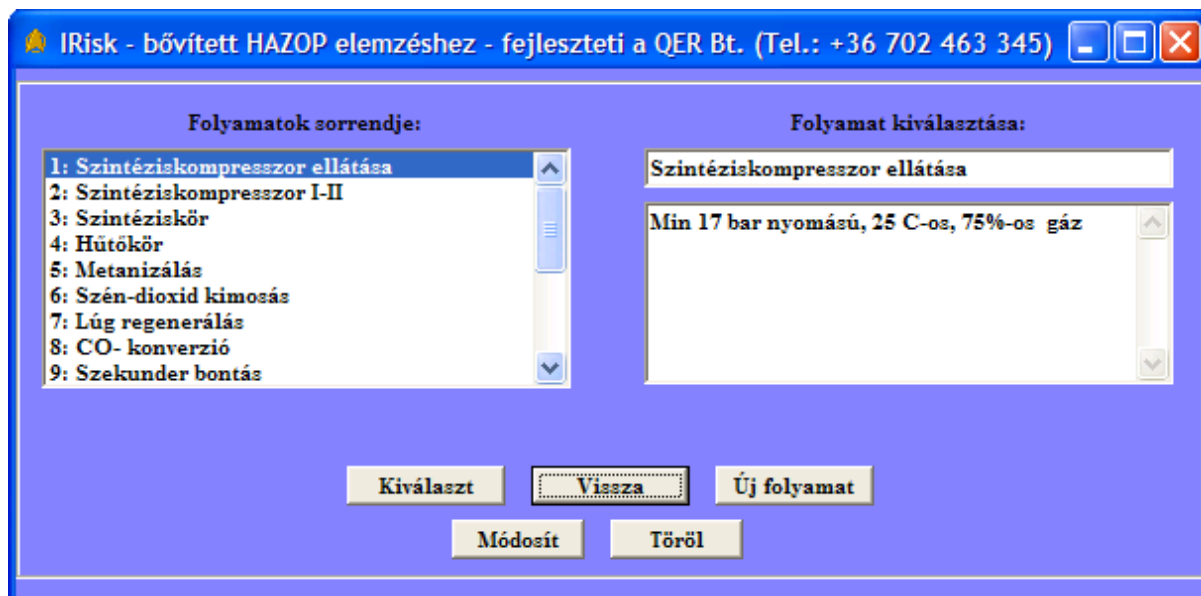 IRisk - bővített HAZOP elemzéshez - fejleszteti a QER Bt. (Tel.: +36 702 463 345)
Folyamatok sorrendje:
1: Szintéziskompresszor ellátása
2: Szintéziskompresszor I-II
3: Szintéziskör
4: Hűtőkör
5: Metanizálás
6: Szén-dioxid kimosás
7: Lúg regenerálás
8: CO- konverzió
9: Szekunder bontás
Folyamat kiválasztása:
Szintéziskompresszor ellátása
Min 17 bar nyomású, 25 C-os, 75%-os  gáz
Kiválaszt
Vissza
Új folyamat
Módosít
Töröl